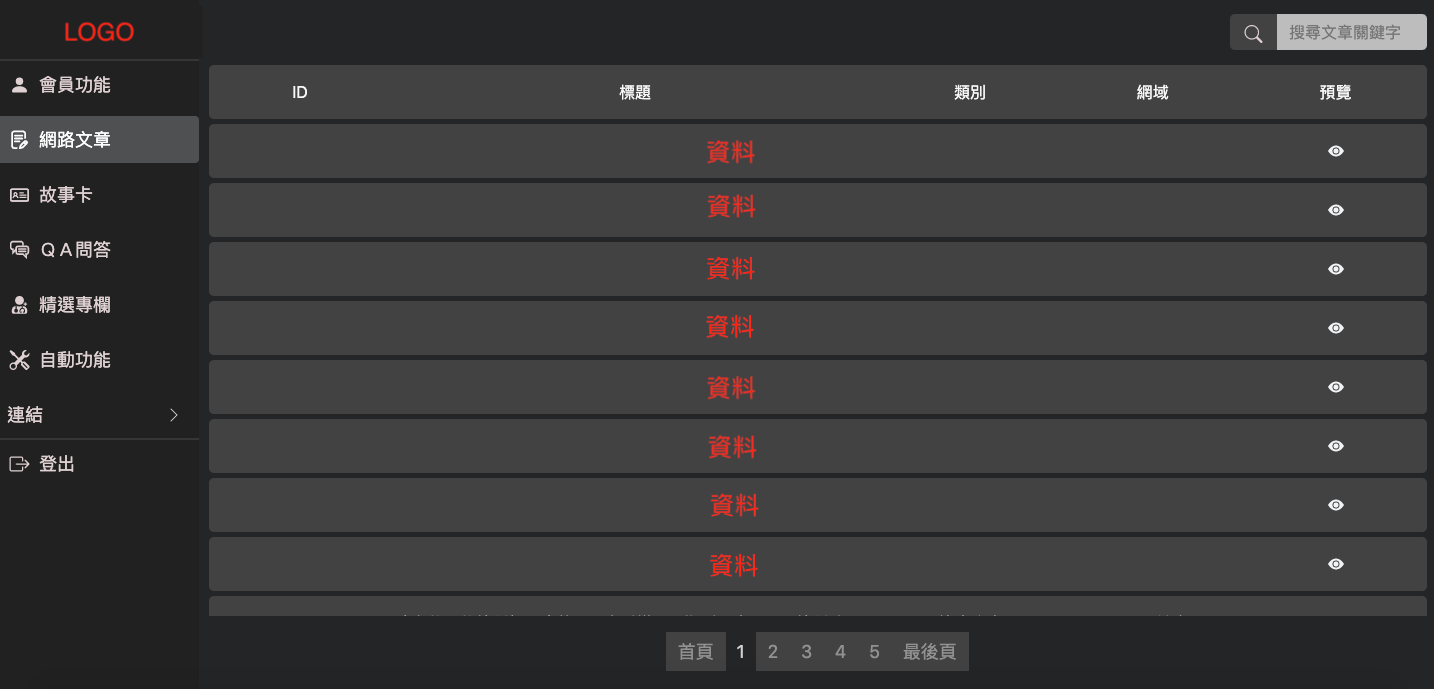 LOGO
會員功能
網路文章
故事卡
ＱＡ問答
精選專欄
自動功能
連結
登出
搜尋文章關鍵字
ID 標題 類別 網域 預覽
資料
資料
資料
資料
資料
資料
資料
資料
首頁 1 2 3 4 5 最後頁